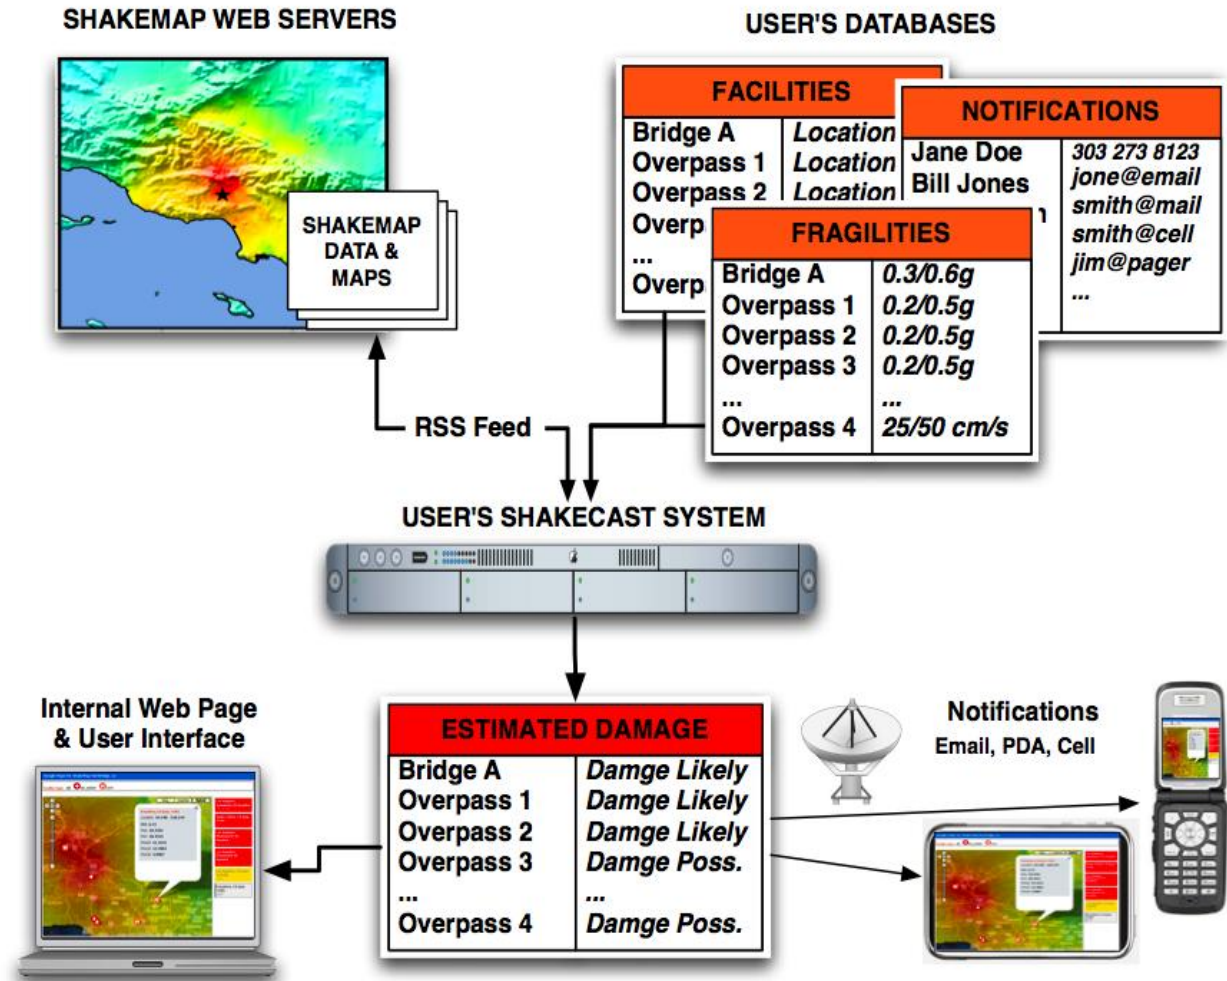 SHAKEMAP WEB SERVERS
USER'S DATABASES
SHAKEMAP
DATA &
MAPS
FACILITIES
Bridge A Location
Overpass 1 Location
Overpass 2 Location
...
NOTIFICATIONS
Jane Doe 303 273 8123
Bill Jones jone@email
smith@mail
smith@cell
jim@pager
...
FRAGILITIES
Bridge A 0.3/0.6g
Overpass 1 0.2/0.5g
Overpass 2 0.2/0.5g
Overpass 3 0.2/0.5g
... ...
Overpass 4 25/50 cm/s
RSS Feed
USER'S SHAKECAST SYSTEM
Internal Web Page
& User Interface
ESTIMATED DAMAGE
Bridge A Damge Likely
Overpass 1 Damge Likely
Overpass 2 Damge Likely
Overpass 3 Damge Poss.
... ...
Overpass 4 Damge Poss.
Notifications
Email, PDA, Cell